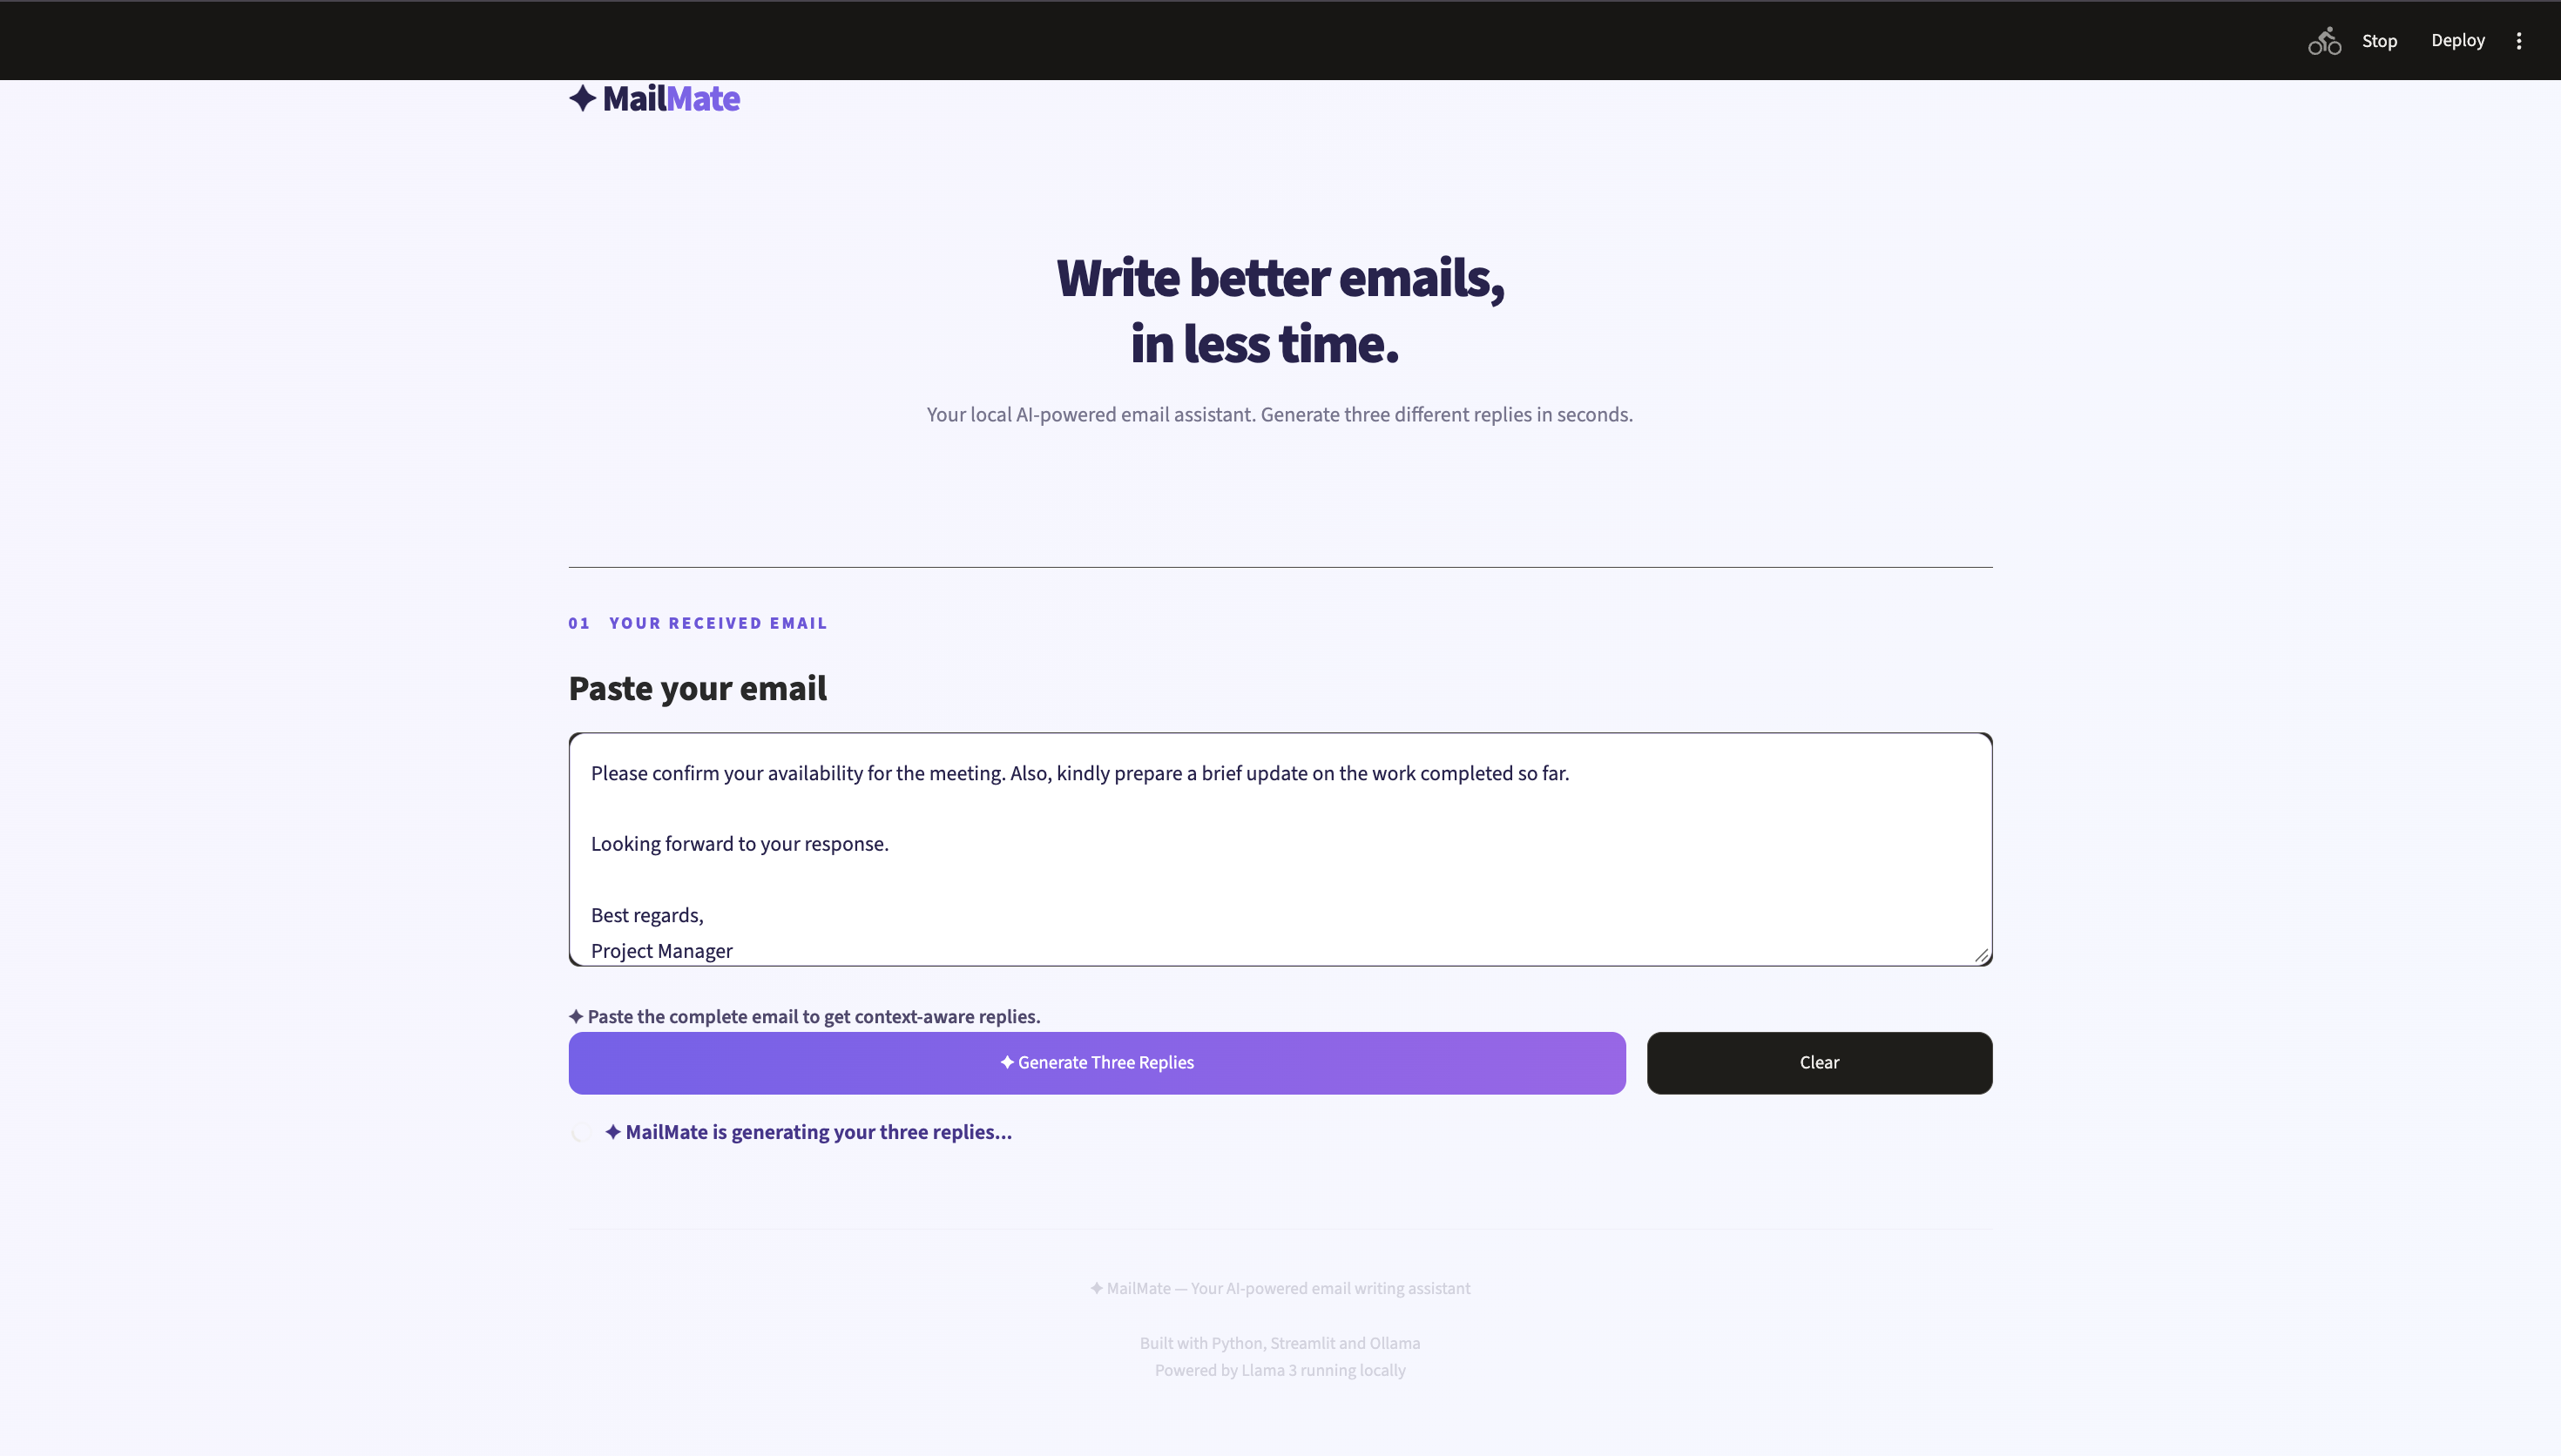 Stop Deploy
✦ MailMate
Write better emails,
in less time.
Your local AI-powered email assistant. Generate three different replies in seconds.
01 YOUR RECEIVED EMAIL
Paste your email
Please confirm your availability for the meeting. Also, kindly prepare a brief update on the work completed so far.
Looking forward to your response.
Best regards,
Project Manager
✦ Paste the complete email to get context-aware replies.
✦ Generate Three Replies
Clear
✦ MailMate is generating your three replies...
✦ MailMate — Your AI-powered email writing assistant
Built with Python, Streamlit and Ollama
Powered by Llama 3 running locally